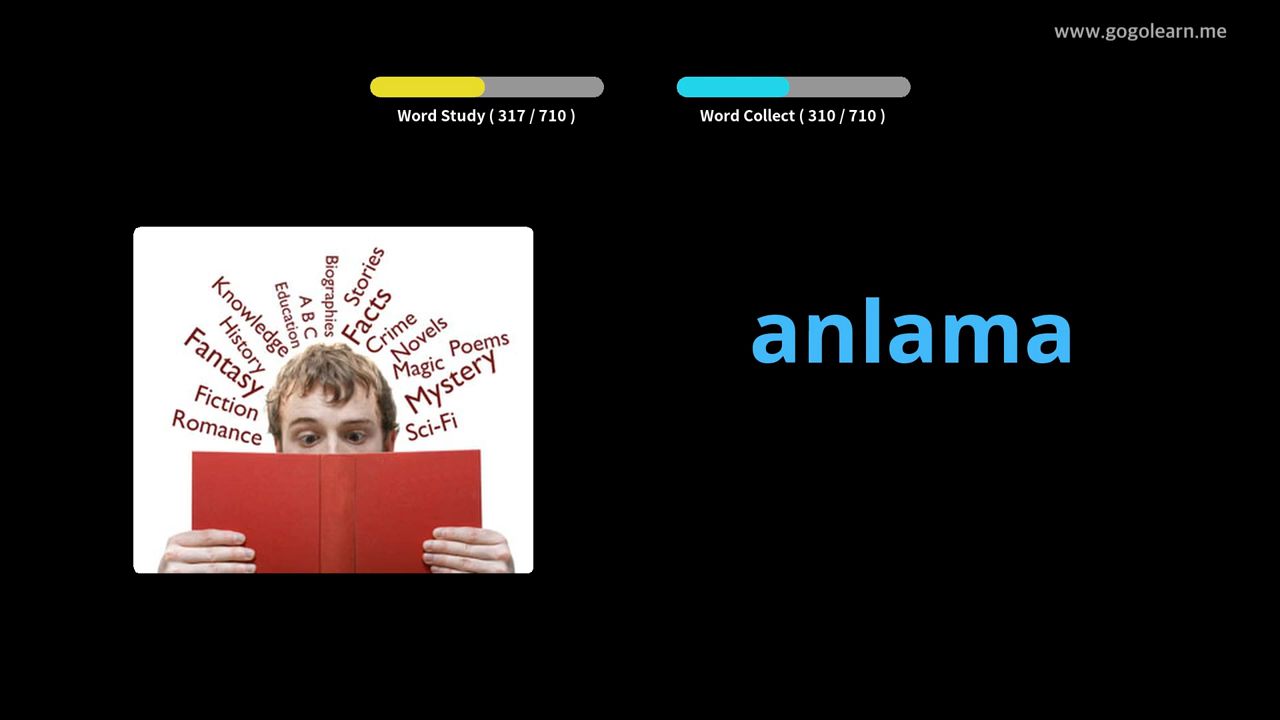 www.gogolearn.me
Word Study ( 317 / 710 )
Word Collect ( 310 / 710 )
Biographies
Stories
Education
A B C
Facts
Knowledge
Crime
History
Novels
Poems
Fantasy
Magic
Mystery
Fiction
Romance
Sci-Fi
anlama